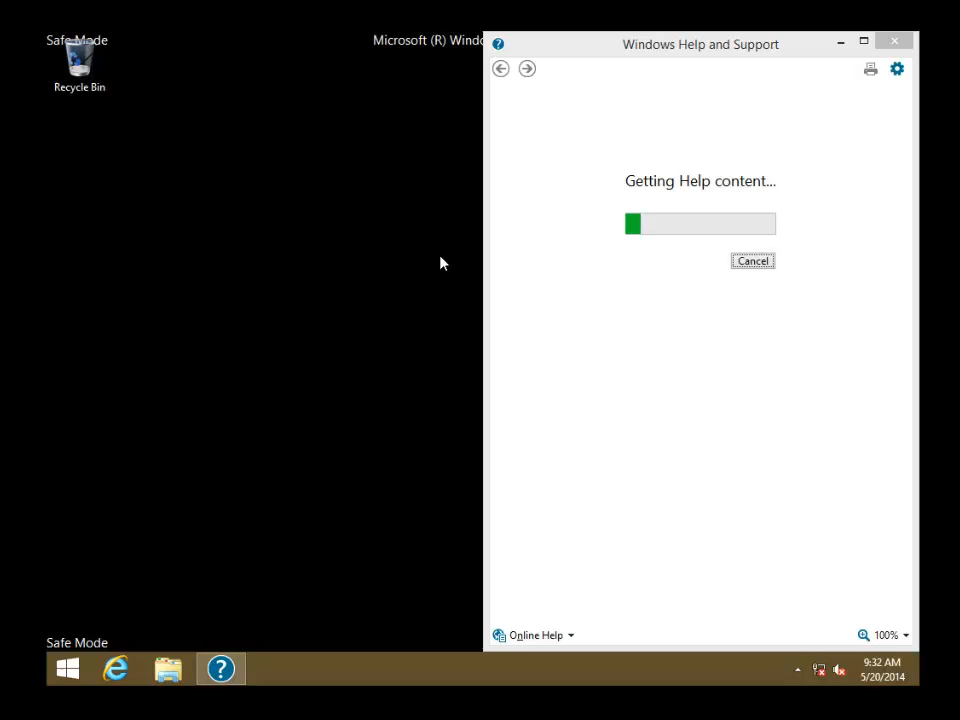 Safe Mode
Microsoft (R) Windo
Recycle Bin
Windows Help and Support
Getting Help content...
Cancel
Online Help
100%
Safe Mode
9:32 AM
5/20/2014